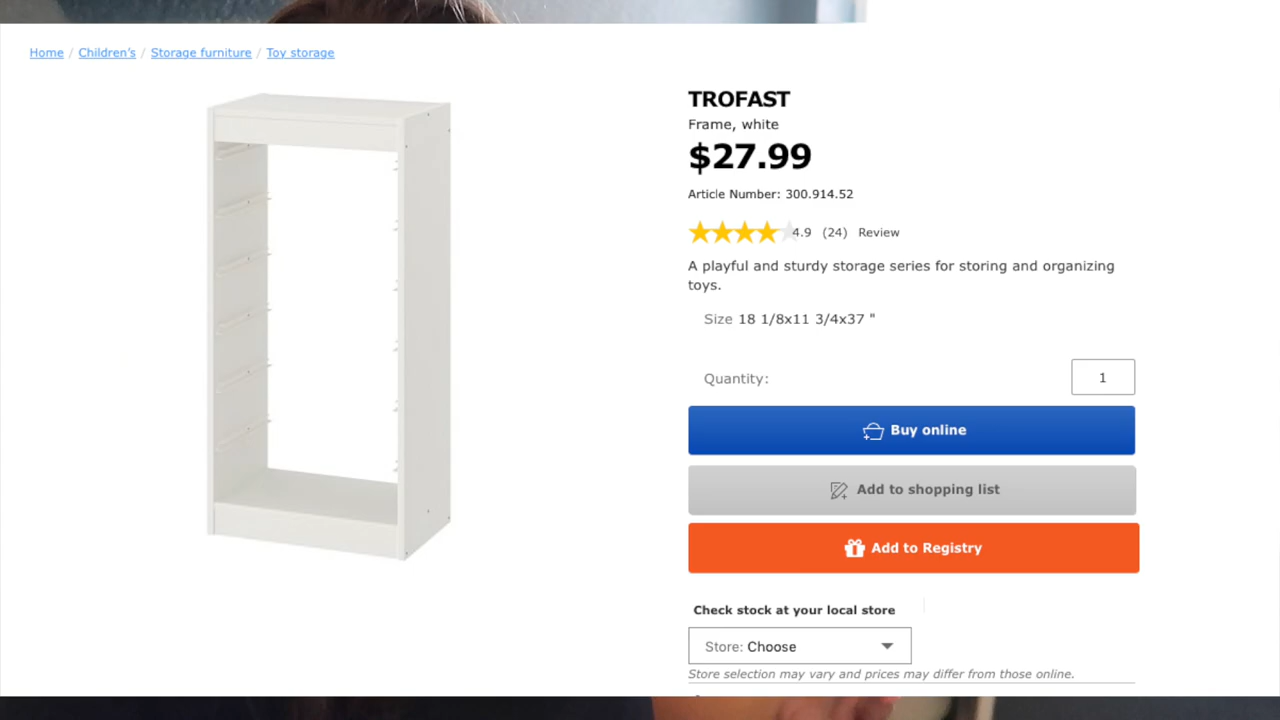 Home / Children's / Storage furniture / Toy storage
TROFAST
Frame, white
$27.99
Article Number: 300.914.52
4.9 (24) Review
A playful and sturdy storage series for storing and organizing
toys.
Size 18 1/8x11 3/4x37 "
Quantity: 1
Buy online
Add to shopping list
Add to Registry
Check stock at your local store
Store: Choose
Store selection may vary and prices may differ from those online.